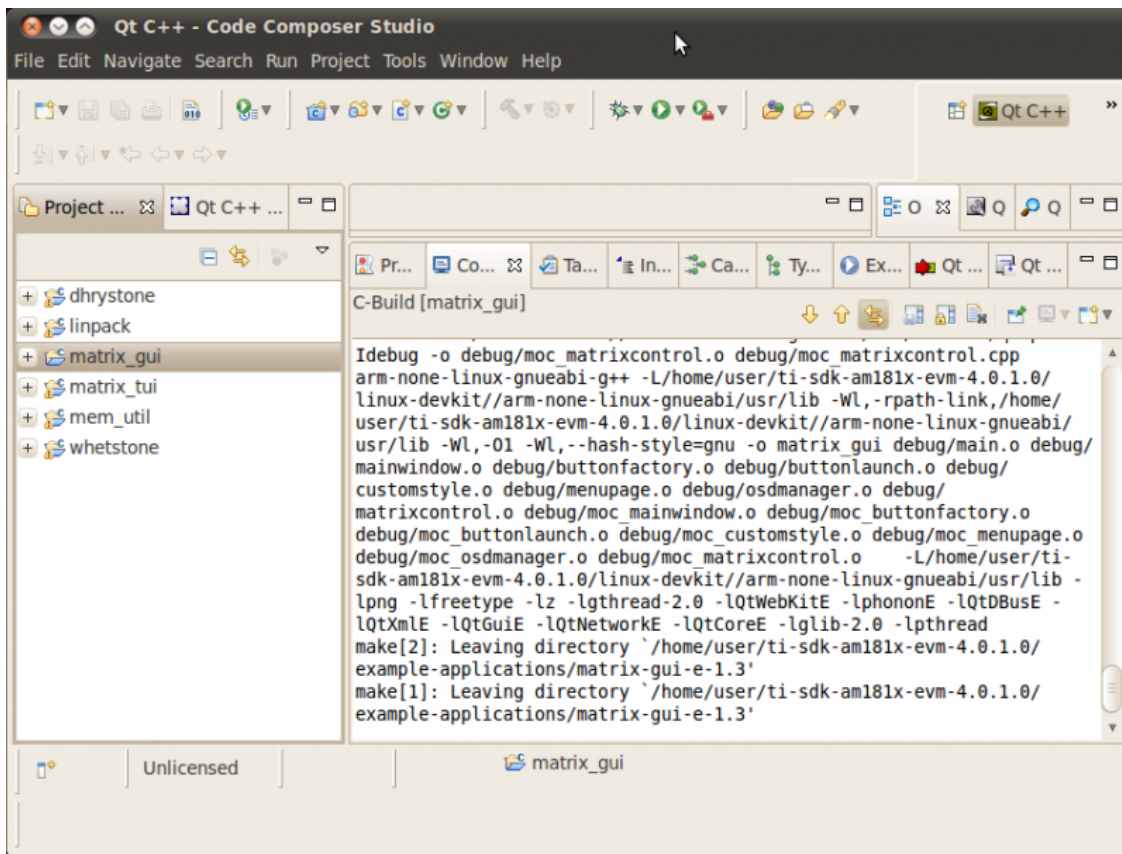 Qt C++ - Code Composer Studio
File Edit Navigate Search Run Project Tools Window Help
Qt C++
Project ... Qt C++ ...
O Q Q
Pr... Co... Ta... In... Ca... Ty... Ex... Qt ... Qt ...
C-Build [matrix_gui]
dhrystone
linpack
matrix_gui
matrix_tui
mem_util
whetstone
Idebug -o debug/moc_matrixcontrol.o debug/moc_matrixcontrol.cpp
arm-none-linux-gnueabi-g++ -L/home/user/ti-sdk-am181x-evm-4.0.1.0/
linux-devkit//arm-none-linux-gnueabi/usr/lib -Wl,-rpath-link,/home/
user/ti-sdk-am181x-evm-4.0.1.0/linux-devkit//arm-none-linux-gnueabi/
usr/lib -Wl,-O1 -Wl,--hash-style=gnu -o matrix_gui debug/main.o debug/
mainwindow.o debug/buttonfactory.o debug/buttonlaunch.o debug/
customstyle.o debug/menupage.o debug/osdmanager.o debug/
matrixcontrol.o debug/moc_mainwindow.o debug/moc_buttonfactory.o
debug/moc_buttonlaunch.o debug/moc_customstyle.o debug/moc_menupage.o
debug/moc_osdmanager.o debug/moc_matrixcontrol.o    -L/home/user/ti-
sdk-am181x-evm-4.0.1.0/linux-devkit//arm-none-linux-gnueabi/usr/lib -
lpng -lfreetype -lz -lgthread-2.0 -lQtWebKitE -lphononE -lQtDBusE -
lQtXmlE -lQtGuiE -lQtNetworkE -lQtCoreE -lglib-2.0 -lpthread
make[2]: Leaving directory `/home/user/ti-sdk-am181x-evm-4.0.1.0/
example-applications/matrix-gui-e-1.3'
make[1]: Leaving directory `/home/user/ti-sdk-am181x-evm-4.0.1.0/
example-applications/matrix-gui-e-1.3'
Unlicensed
matrix_gui